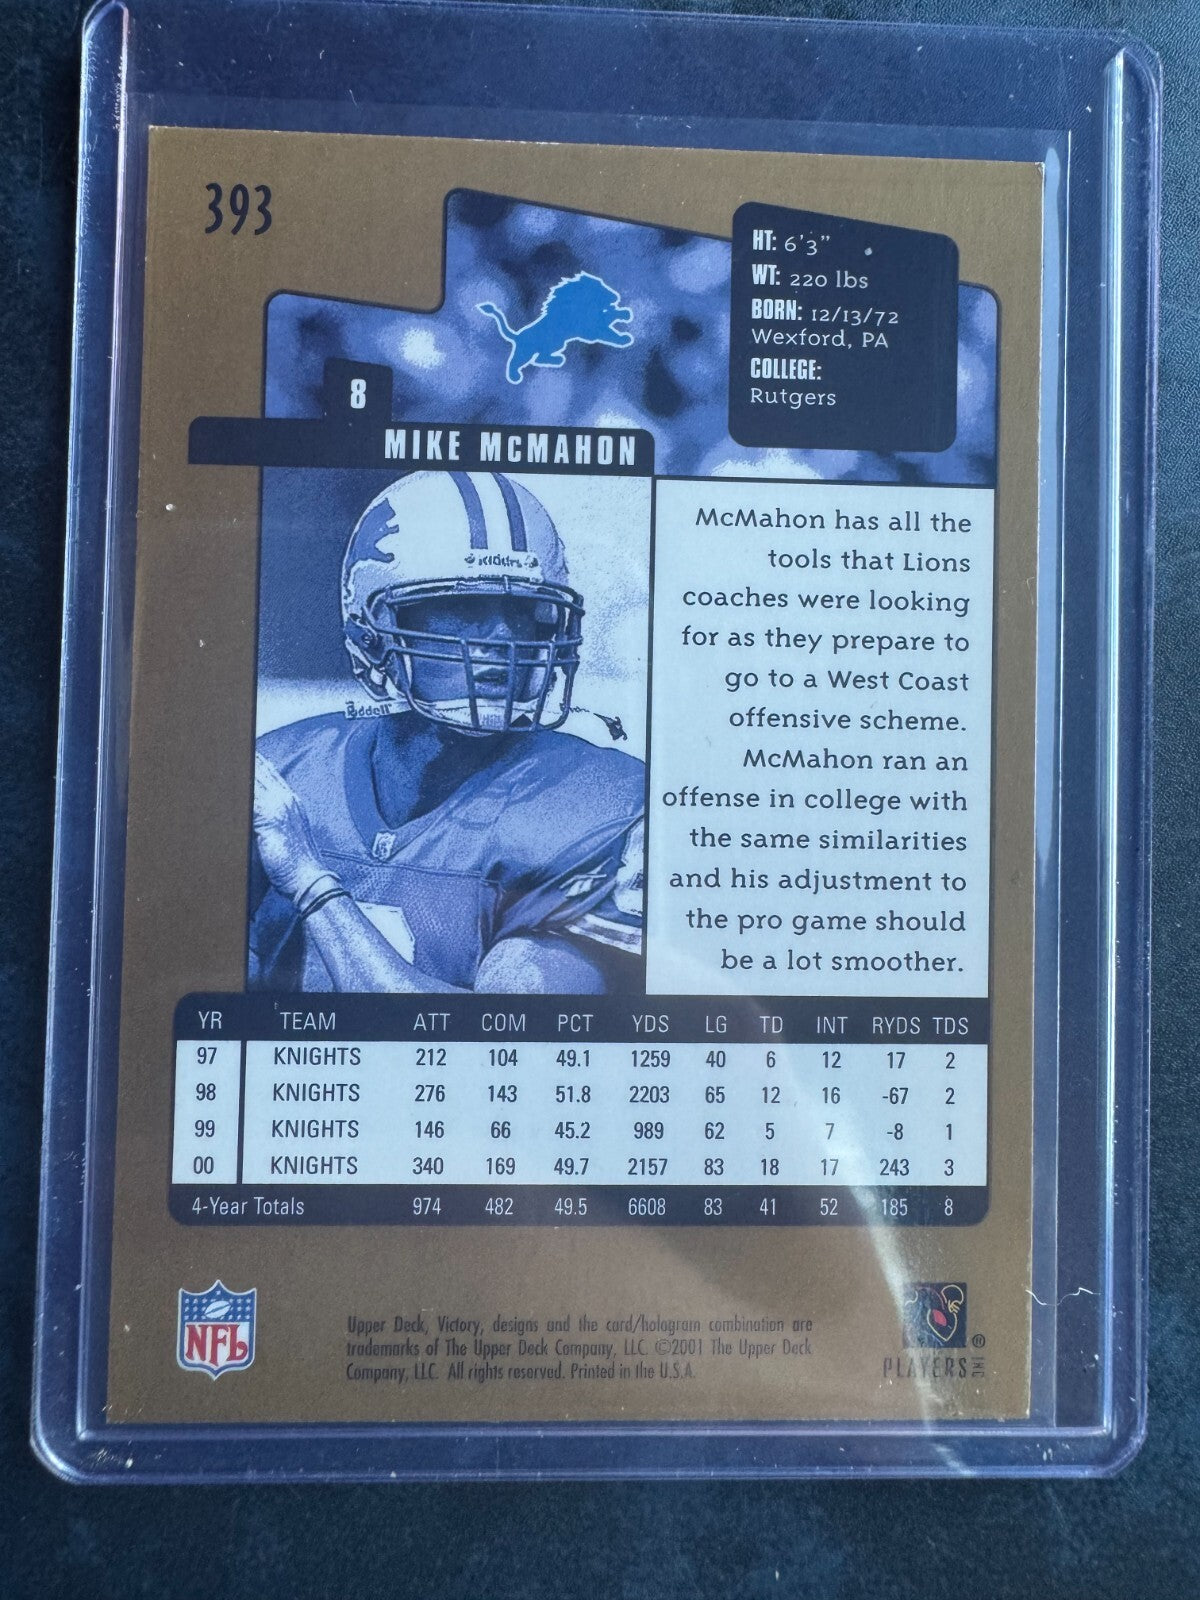 393
HT: 6'3"
WT: 220 lbs
BORN: 12/13/72
Wexford, PA
COLLEGE:
Rutgers
8
MIKE McMAHON
Riddell
Riddell
McMahon has all the
tools that Lions
coaches were looking
for as they prepare to
go to a West Coast
offensive scheme.
McMahon ran an
offense in college with
the same similarities
and his adjustment to
the pro game should
be a lot smoother.
YR TEAM ATT COM PCT YDS LG TD INT RYDS TDS
97 KNIGHTS 212 104 49.1 1259 40 6 12 17 2
98 KNIGHTS 276 143 51.8 2203 65 12 16 -67 2
99 KNIGHTS 146 66 45.2 989 62 5 7 -8 1
00 KNIGHTS 340 169 49.7 2157 83 18 17 243 3
4-Year Totals 974 482 49.5 6608 83 41 52 185 8
NFL
Upper Deck, Victory, designs and the card/hologram combination are
trademarks of The Upper Deck Company, LLC. ©2001 The Upper Deck
Company, LLC. All rights reserved. Printed in the U.S.A.
PLAYERS INC ®